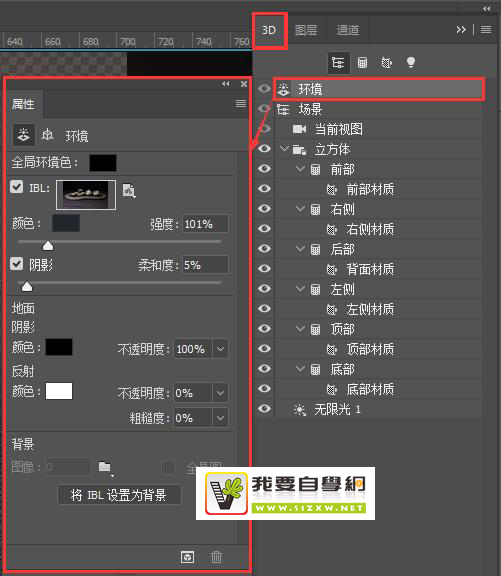 640 660 680 700 720 740 760
3D 图层 通道
环境
场景
当前视图
立方体
前部
前部材质
右侧
右侧材质
后部
背面材质
左侧
左侧材质
顶部
顶部材质
底部
底部材质
无限光 1
属性
环境
全局环境色：
IBL：
颜色： 强度：101%
阴影 柔和度：5%
地面
阴影
颜色： 不透明度：100%
反射
颜色： 不透明度：0%
粗糙度：0%
背景
图像：0 全景图
将 IBL 设置为背景
我要自學網
WWW.SIZXW.NET